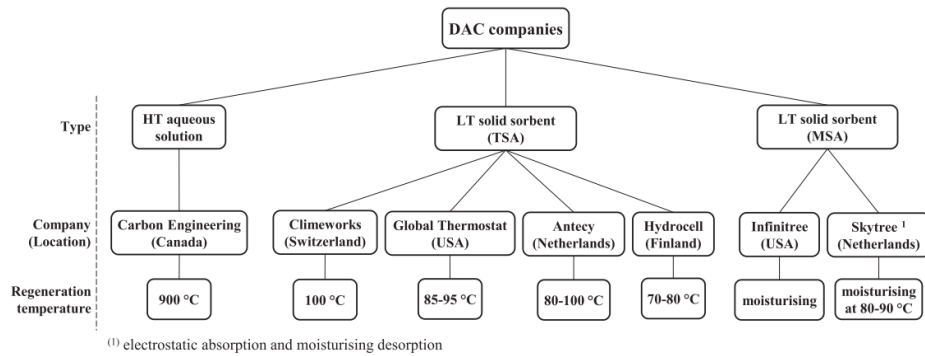 DAC companies
Type
HT aqueous
solution
LT solid sorbent
(TSA)
LT solid sorbent
(MSA)
Company
(Location)
Carbon Engineering
(Canada)
Climeworks
(Switzerland)
Global Thermostat
(USA)
Antecy
(Netherlands)
Hydrocell
(Finland)
Infinitree
(USA)
Skytree ¹
(Netherlands)
Regeneration
temperature
900 °C
100 °C
85-95 °C
80-100 °C
70-80 °C
moisturising
moisturising
at 80-90 °C
⁽¹⁾ electrostatic absorption and moisturising desorption